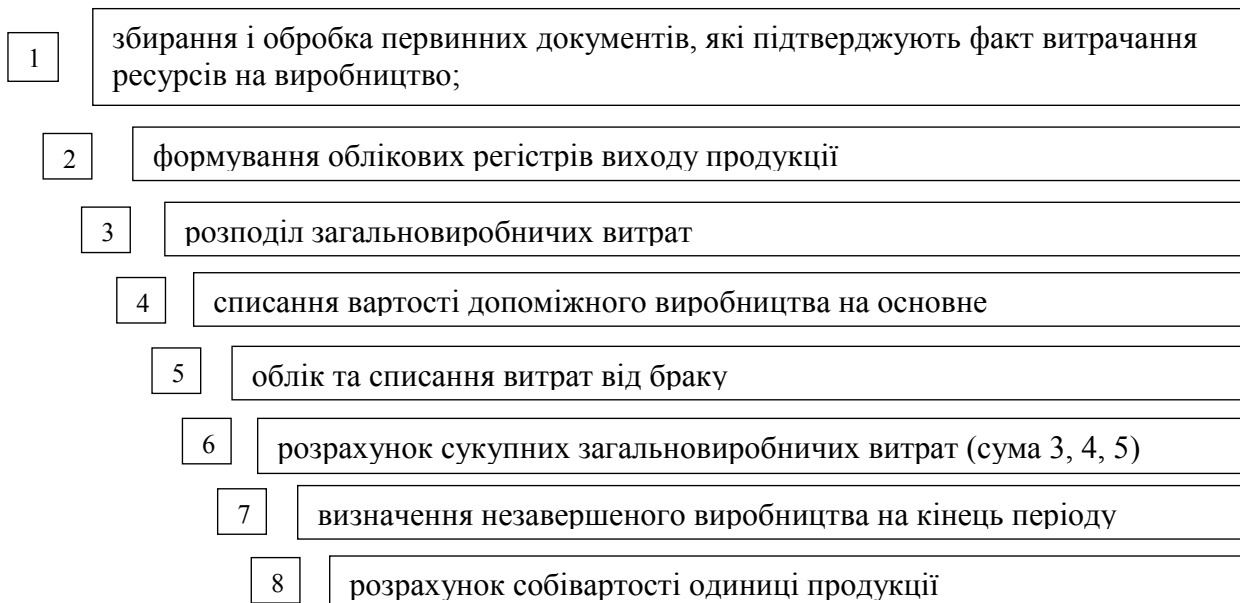 1
збирання і обробка первинних документів, які підтверджують факт витрачання
ресурсів на виробництво;
2
формування облікових регістрів виходу продукції
3
розподіл загальновиробничих витрат
4
списання вартості допоміжного виробництва на основне
5
облік та списання витрат від браку
6
розрахунок сукупних загальновиробничих витрат (сума 3, 4, 5)
7
визначення незавершеного виробництва на кінець періоду
8
розрахунок собівартості одиниці продукції